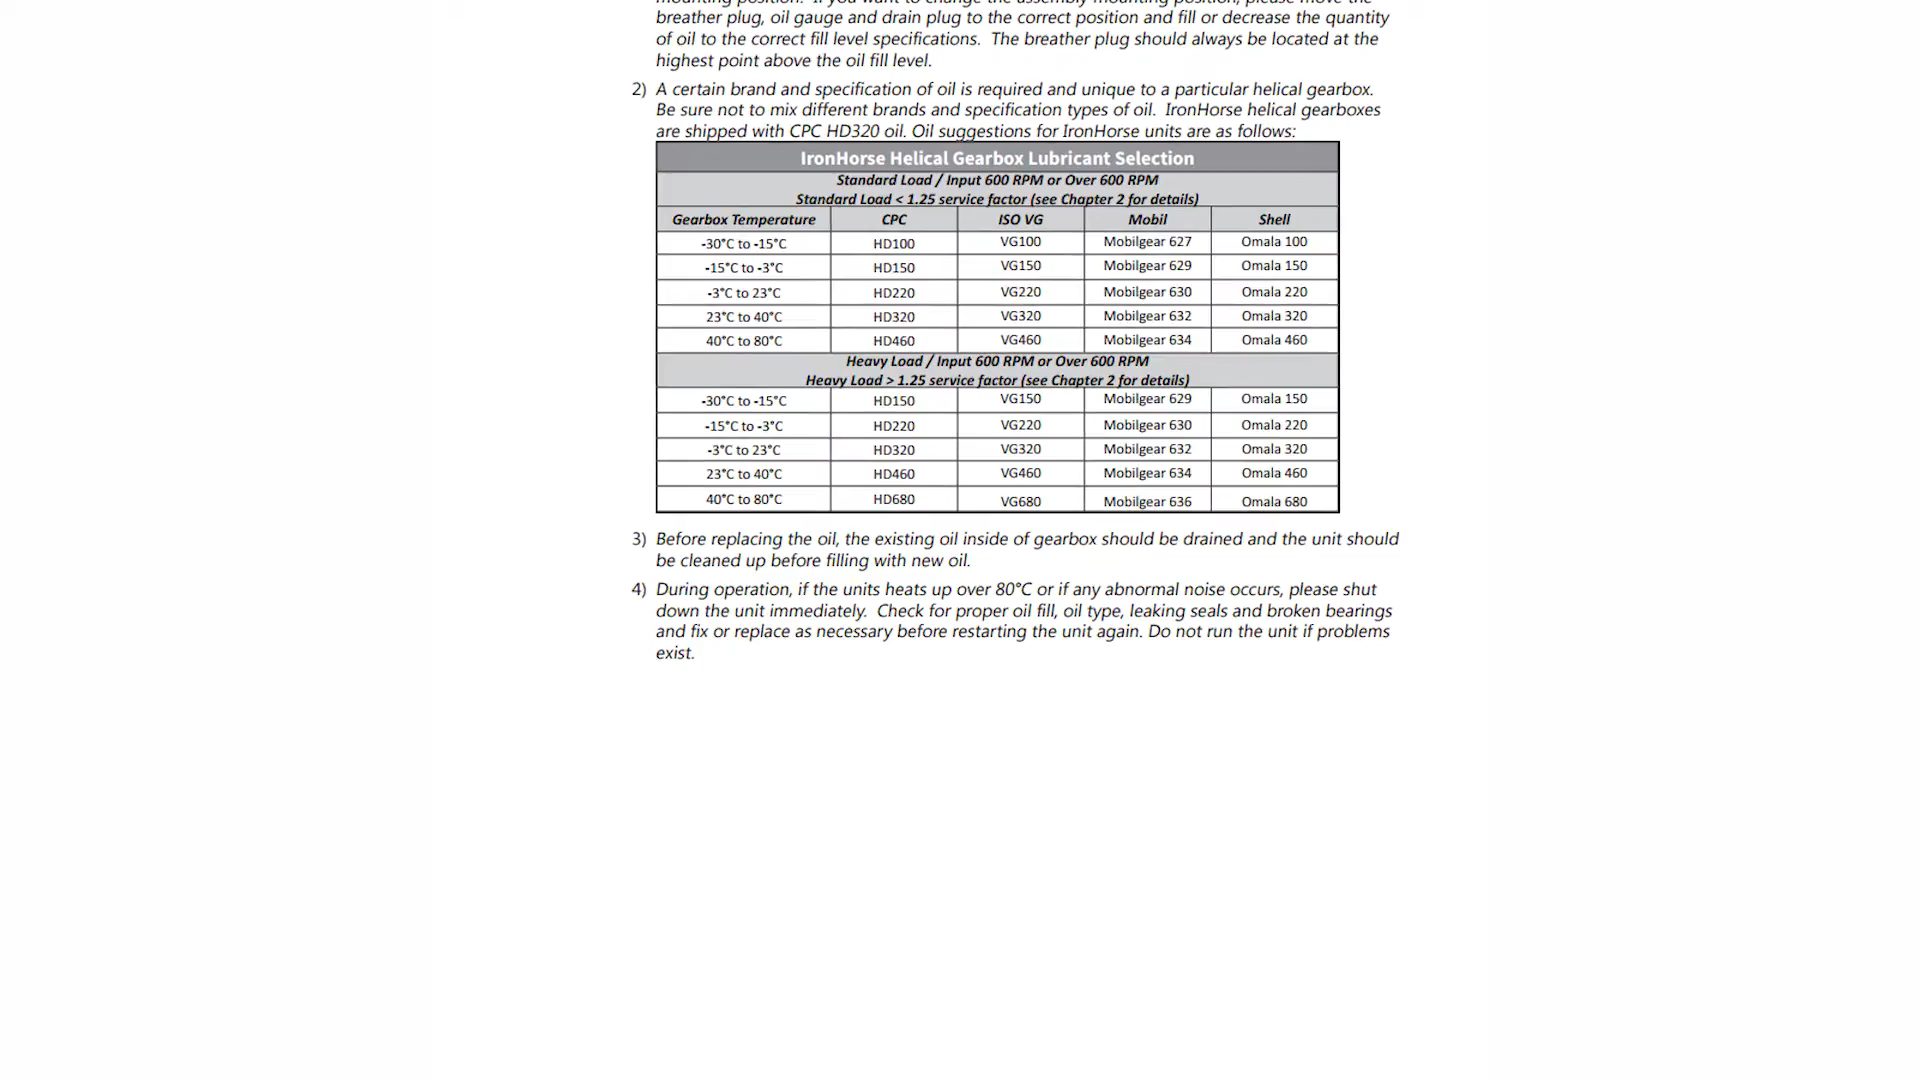 mounting position. If you want to change the assembly mounting position, please move the
breather plug, oil gauge and drain plug to the correct position and fill or decrease the quantity
of oil to the correct fill level specifications. The breather plug should always be located at the
highest point above the oil fill level.
2) A certain brand and specification of oil is required and unique to a particular helical gearbox.
Be sure not to mix different brands and specification types of oil. IronHorse helical gearboxes
are shipped with CPC HD320 oil. Oil suggestions for IronHorse units are as follows:
IronHorse Helical Gearbox Lubricant Selection
Standard Load / Input 600 RPM or Over 600 RPM
Standard Load < 1.25 service factor (see Chapter 2 for details)
Gearbox Temperature CPC ISO VG Mobil Shell
-30°C to -15°C HD100 VG100 Mobilgear 627 Omala 100
-15°C to -3°C HD150 VG150 Mobilgear 629 Omala 150
-3°C to 23°C HD220 VG220 Mobilgear 630 Omala 220
23°C to 40°C HD320 VG320 Mobilgear 632 Omala 320
40°C to 80°C HD460 VG460 Mobilgear 634 Omala 460
Heavy Load / Input 600 RPM or Over 600 RPM
Heavy Load > 1.25 service factor (see Chapter 2 for details)
-30°C to -15°C HD150 VG150 Mobilgear 629 Omala 150
-15°C to -3°C HD220 VG220 Mobilgear 630 Omala 220
-3°C to 23°C HD320 VG320 Mobilgear 632 Omala 320
23°C to 40°C HD460 VG460 Mobilgear 634 Omala 460
40°C to 80°C HD680 VG680 Mobilgear 636 Omala 680
3) Before replacing the oil, the existing oil inside of gearbox should be drained and the unit should
be cleaned up before filling with new oil.
4) During operation, if the units heats up over 80°C or if any abnormal noise occurs, please shut
down the unit immediately. Check for proper oil fill, oil type, leaking seals and broken bearings
and fix or replace as necessary before restarting the unit again. Do not run the unit if problems
exist.